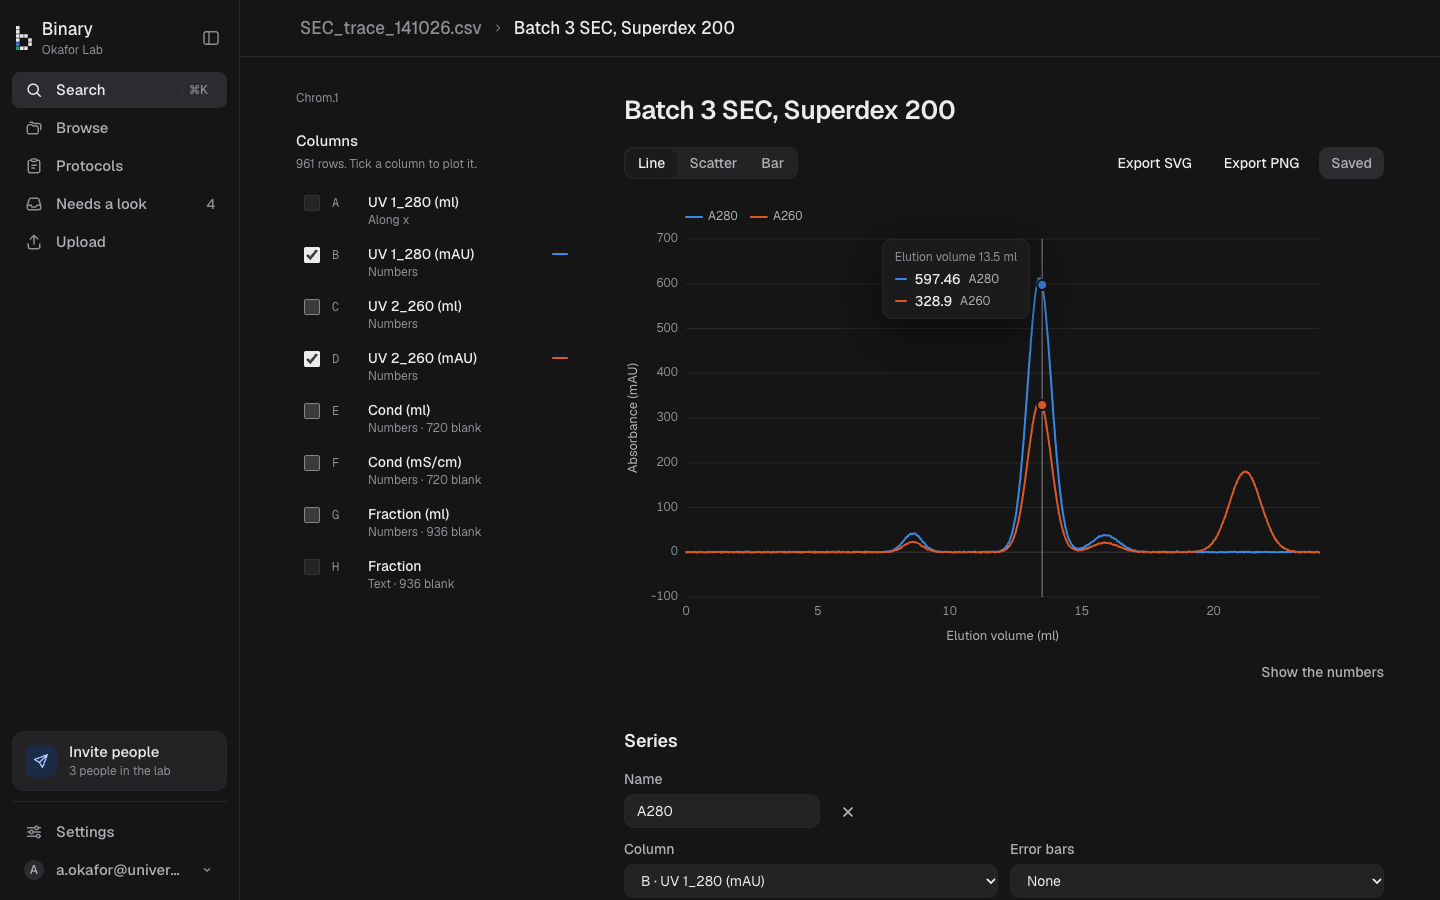 Binary
Okafor Lab
Search ⌘K
Browse
Protocols
Needs a look 4
Upload
Invite people
3 people in the lab
Settings
A a.okafor@univer...
SEC_trace_141026.csv › Batch 3 SEC, Superdex 200
Chrom.1
Columns
961 rows. Tick a column to plot it.
A UV 1_280 (ml)
Along x
B UV 1_280 (mAU)
Numbers
C UV 2_260 (ml)
Numbers
D UV 2_260 (mAU)
Numbers
E Cond (ml)
Numbers · 720 blank
F Cond (mS/cm)
Numbers · 720 blank
G Fraction (ml)
Numbers · 936 blank
H Fraction
Text · 936 blank
Batch 3 SEC, Superdex 200
Line Scatter Bar
Export SVG Export PNG Saved
A280 A260
700
600
500
400
300
200
100
0
-100
Absorbance (mAU)
Elution volume 13.5 ml
597.46 A280
328.9 A260
0 5 10 15 20
Elution volume (ml)
Show the numbers
Series
Name
A280
Column Error bars
B · UV 1_280 (mAU) None